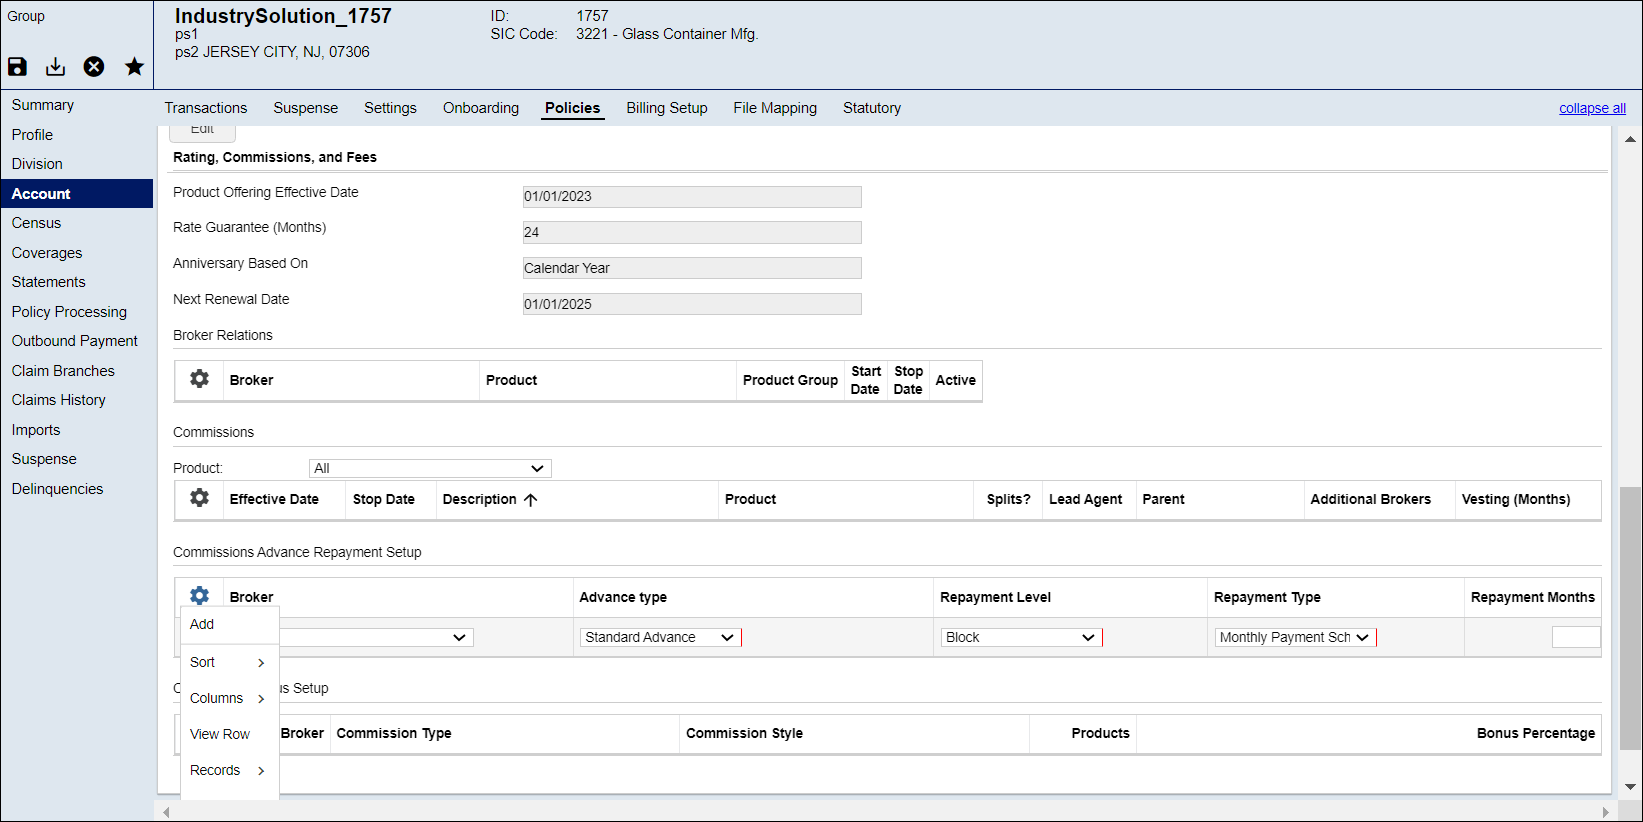 Group
IndustrySolution_1757
ps1
ps2 JERSEY CITY, NJ, 07306
ID: 1757
SIC Code: 3221 - Glass Container Mfg.
Summary
Profile
Division
Account
Census
Coverages
Statements
Policy Processing
Outbound Payment
Claim Branches
Claims History
Imports
Suspense
Delinquencies
Transactions Suspense Settings Onboarding Policies Billing Setup File Mapping Statutory collapse all
Edit
Rating, Commissions, and Fees
Product Offering Effective Date 01/01/2023
Rate Guarantee (Months) 24
Anniversary Based On Calendar Year
Next Renewal Date 01/01/2025
Broker Relations
Broker Product Product Group Start Date Stop Date Active
Commissions
Product: All
Effective Date Stop Date Description Product Splits? Lead Agent Parent Additional Brokers Vesting (Months)
Commissions Advance Repayment Setup
Broker Advance type Repayment Level Repayment Type Repayment Months
Standard Advance Block Monthly Payment Sch
Add
Sort
Columns
View Row
Records
C us Setup
Broker Commission Type Commission Style Products Bonus Percentage